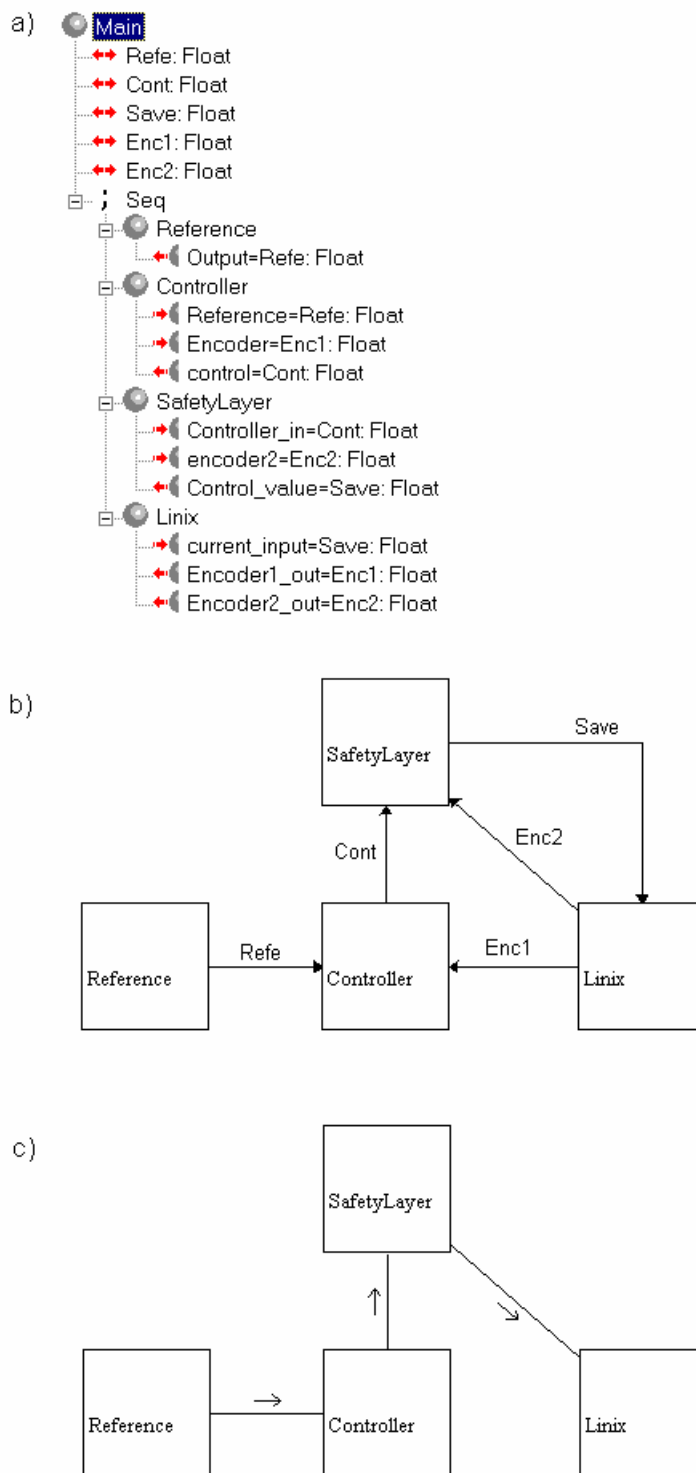 a)
Main
Refe: Float
Cont: Float
Save: Float
Enc1: Float
Enc2: Float
; Seq
Reference
Output=Refe: Float
Controller
Reference=Refe: Float
Encoder=Enc1: Float
control=Cont: Float
SafetyLayer
Controller_in=Cont: Float
encoder2=Enc2: Float
Control_value=Save: Float
Linix
current_input=Save: Float
Encoder1_out=Enc1: Float
Encoder2_out=Enc2: Float
b)
Save
SafetyLayer
Enc2
Cont
Refe
Enc1
Reference
Controller
Linix
c)
SafetyLayer
Reference
Controller
Linix